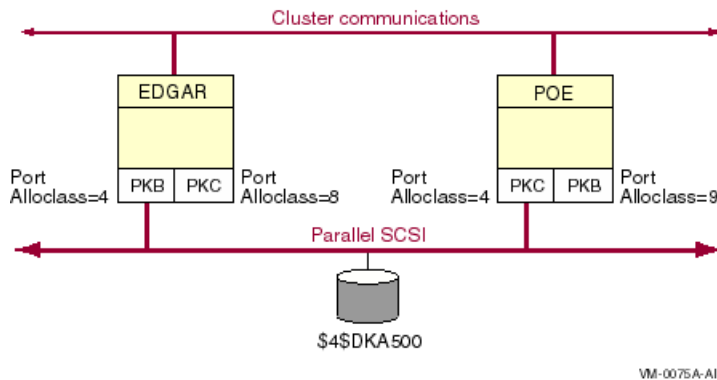 Cluster communications
EDGAR
POE
Port
Alloclass=4
PKB
PKC
Port
Alloclass=8
Port
Alloclass=4
PKC
PKB
Port
Alloclass=9
Parallel SCSI
$4$DKA500
VM-0075A-AI